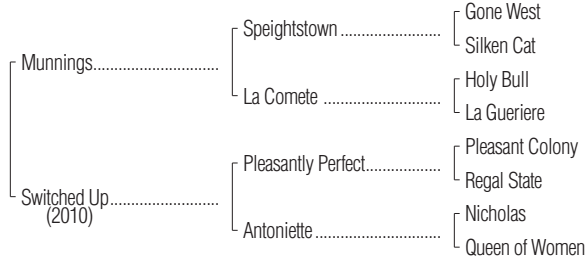 Gone West
Speightstown
Silken Cat
Munnings
Holy Bull
La Comete
La Gueriere
Pleasant Colony
Pleasantly Perfect
Regal State
Switched Up
(2010)
Nicholas
Antoniette
Queen of Women